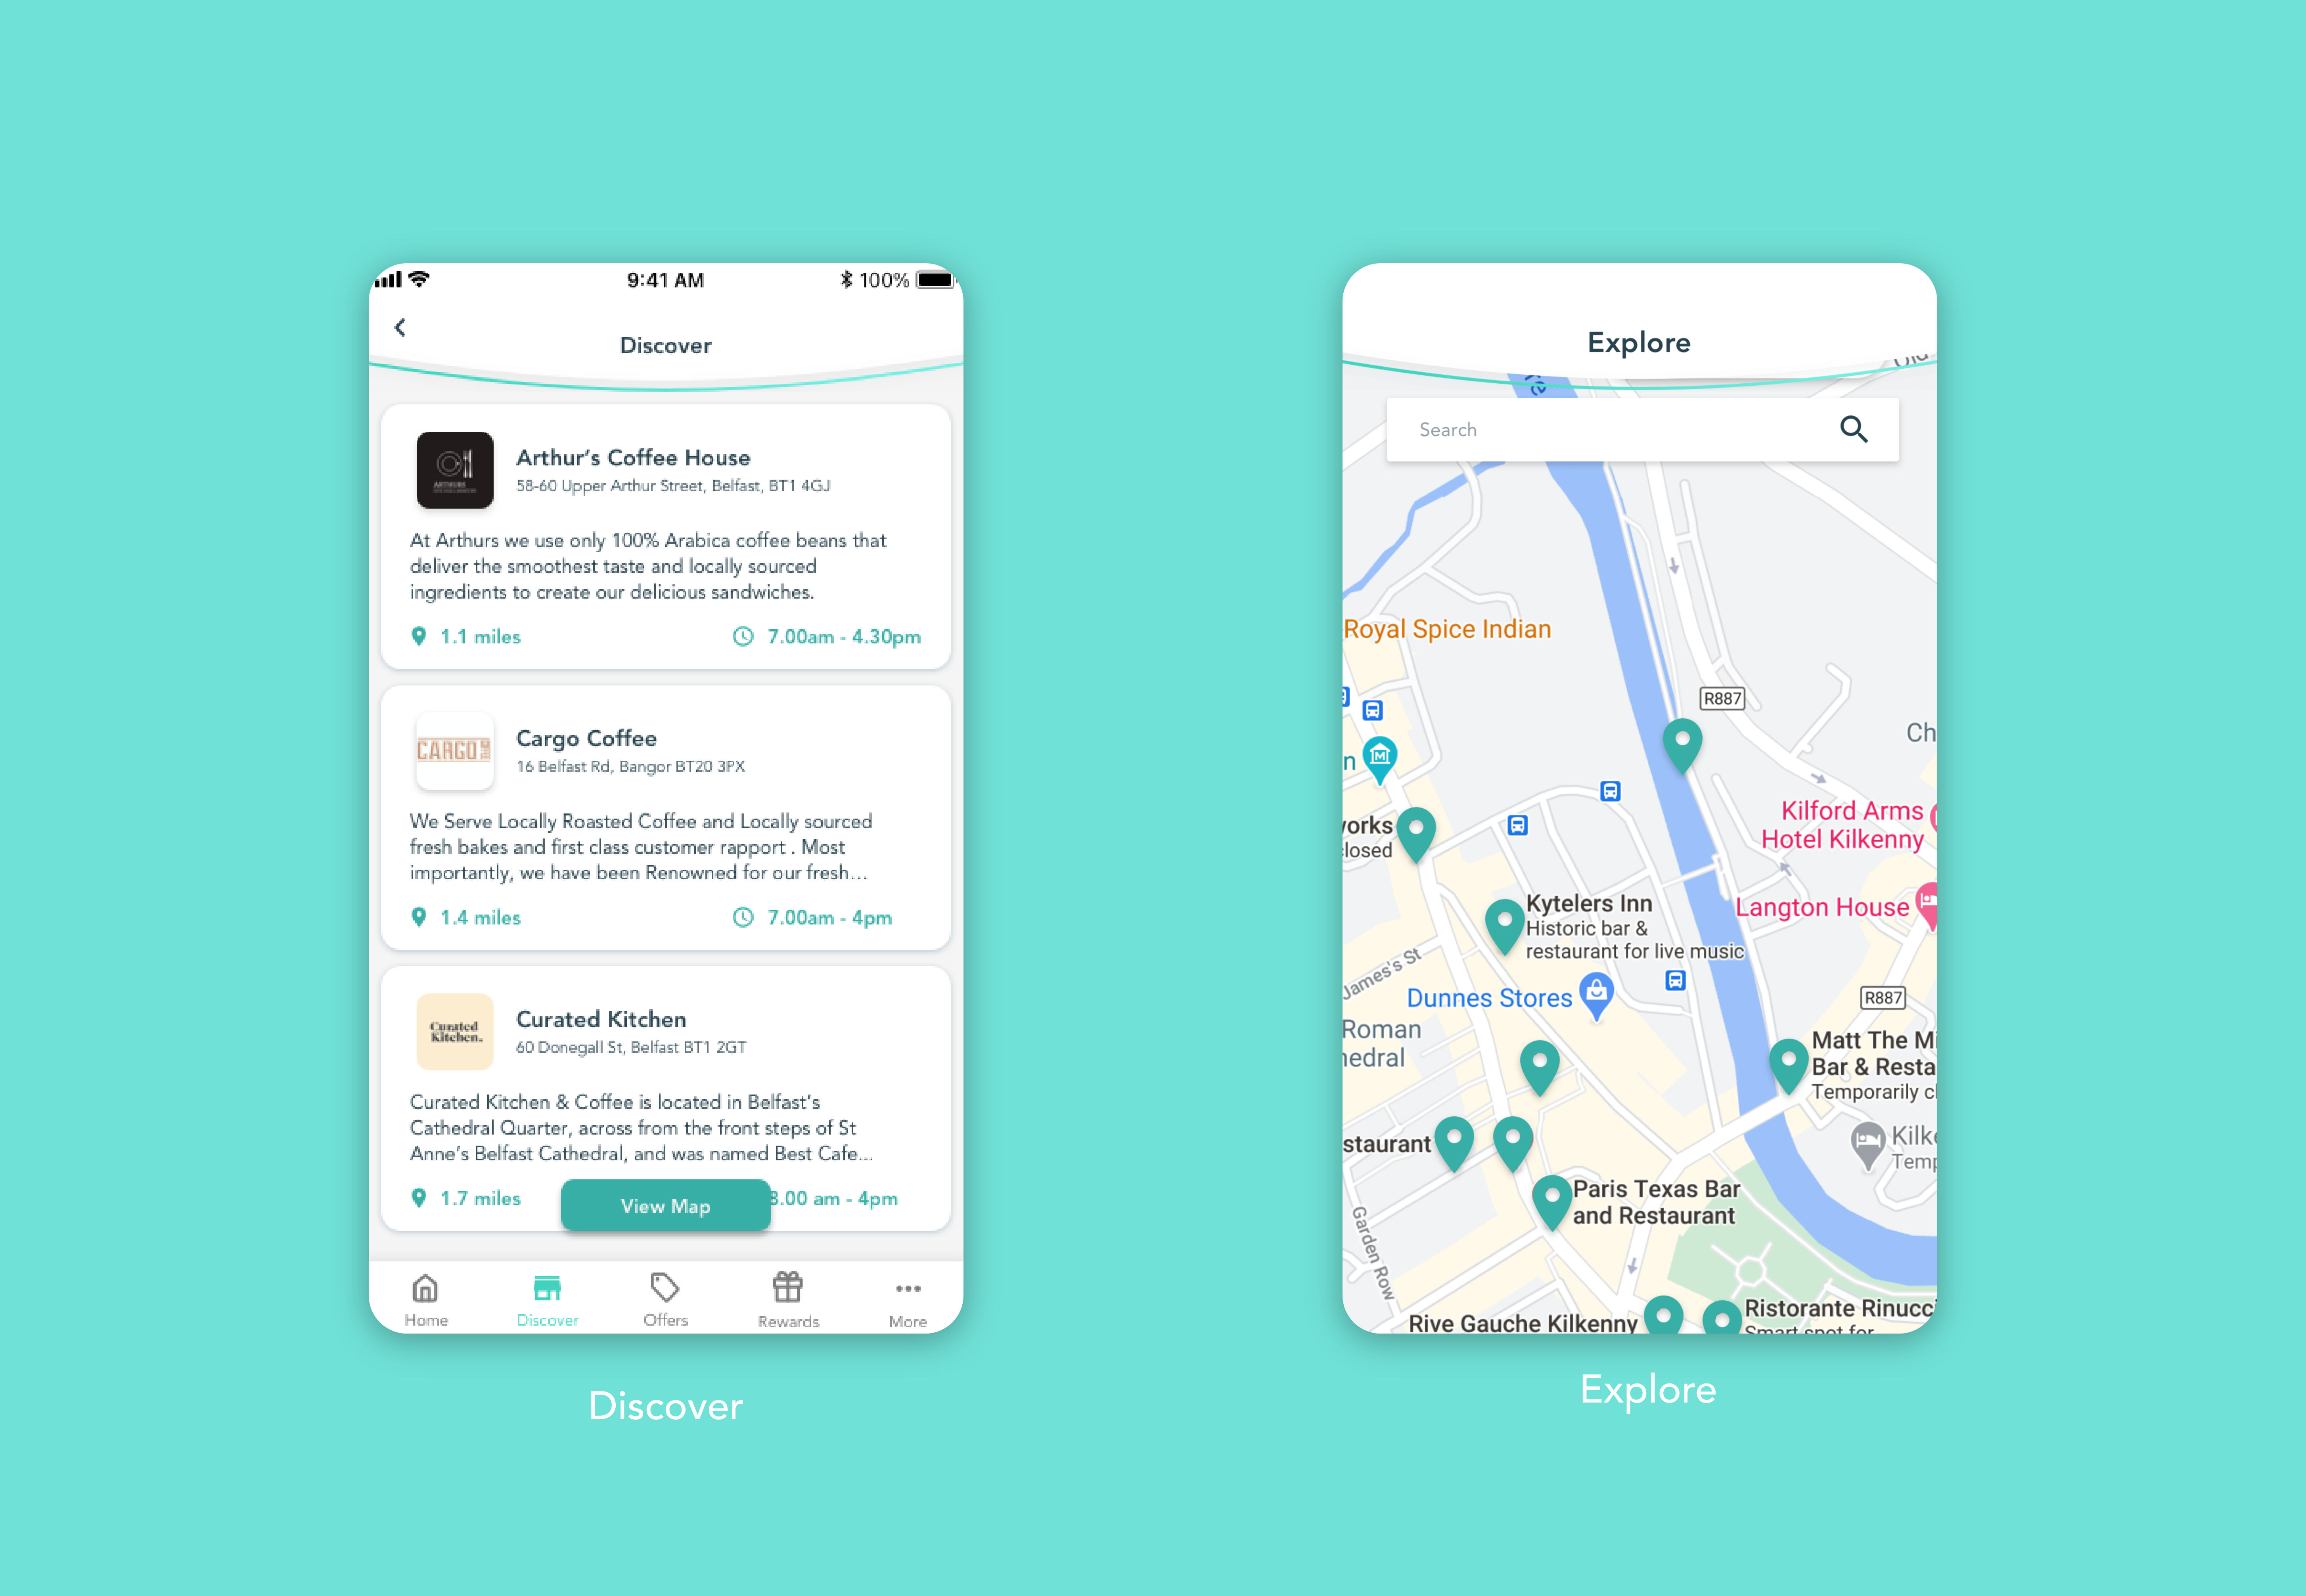 9:41 AM
100%
Discover
Arthur's Coffee House
58-60 Upper Arthur Street, Belfast, BT1 4GJ
ARTHURS
At Arthurs we use only 100% Arabica coffee beans that
deliver the smoothest taste and locally sourced
ingredients to create our delicious sandwiches.
1.1 miles
7.00am - 4.30pm
CARGO
Cargo Coffee
16 Belfast Rd, Bangor BT20 3PX
We Serve Locally Roasted Coffee and Locally sourced
fresh bakes and first class customer rapport . Most
importantly, we have been Renowned for our fresh...
1.4 miles
7.00am - 4pm
Curated
Kitchen.
Curated Kitchen
60 Donegall St, Belfast BT1 2GT
Curated Kitchen & Coffee is located in Belfast's
Cathedral Quarter, across from the front steps of St
Anne's Belfast Cathedral, and was named Best Cafe...
1.7 miles
View Map
8.00 am - 4pm
Home
Discover
Offers
Rewards
More
Discover
Explore
Search
Royal Spice Indian
R887
Ch
n
M
Kilford Arms
Hotel Kilkenny
orks
losed
Kytelers Inn
Historic bar &
restaurant for live music
Langton House
James's St
Dunnes Stores
R887
Roman
edral
Matt The Mi
Bar & Resta
Temporarily cl
staurant
Kilke
Temp
Paris Texas Bar
and Restaurant
Garden Row
Rive Gauche Kilkenny
Ristorante Rinucci
Smart spot for
Explore